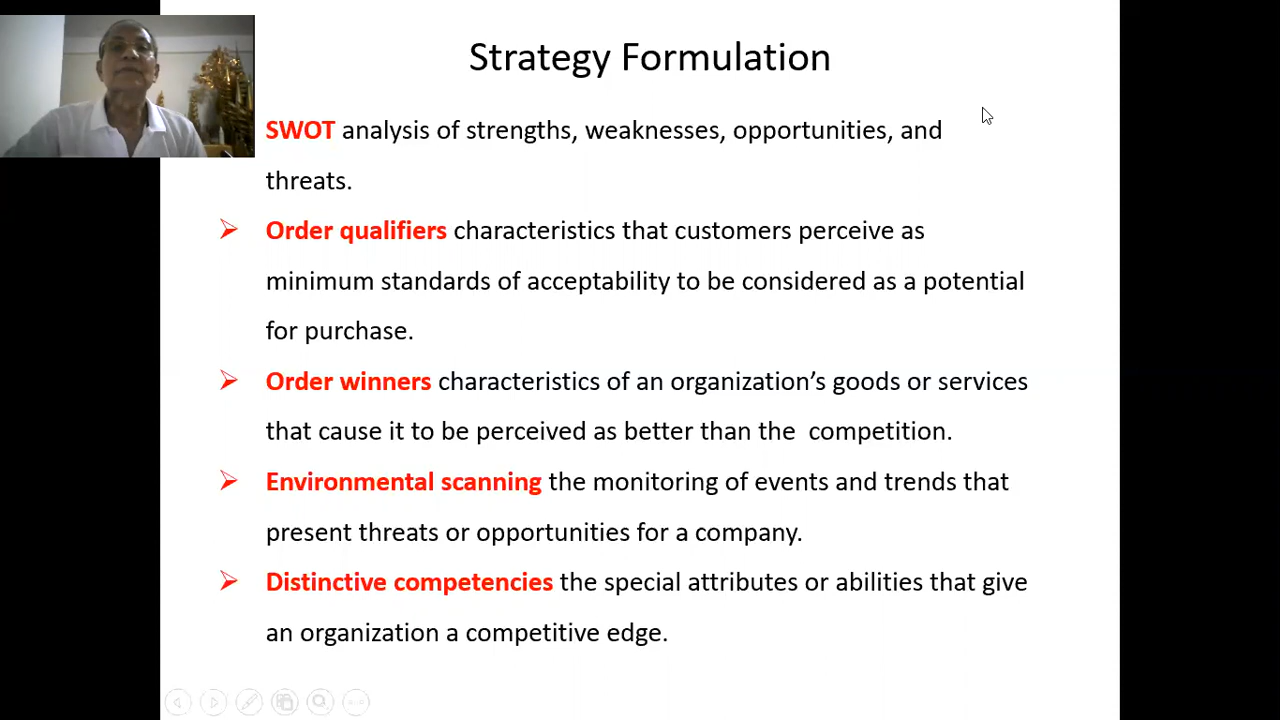 Strategy Formulation
SWOT analysis of strengths, weaknesses, opportunities, and
threats.
Order qualifiers characteristics that customers perceive as
minimum standards of acceptability to be considered as a potential
for purchase.
Order winners characteristics of an organization’s goods or services
that cause it to be perceived as better than the  competition.
Environmental scanning the monitoring of events and trends that
present threats or opportunities for a company.
Distinctive competencies the special attributes or abilities that give
an organization a competitive edge.